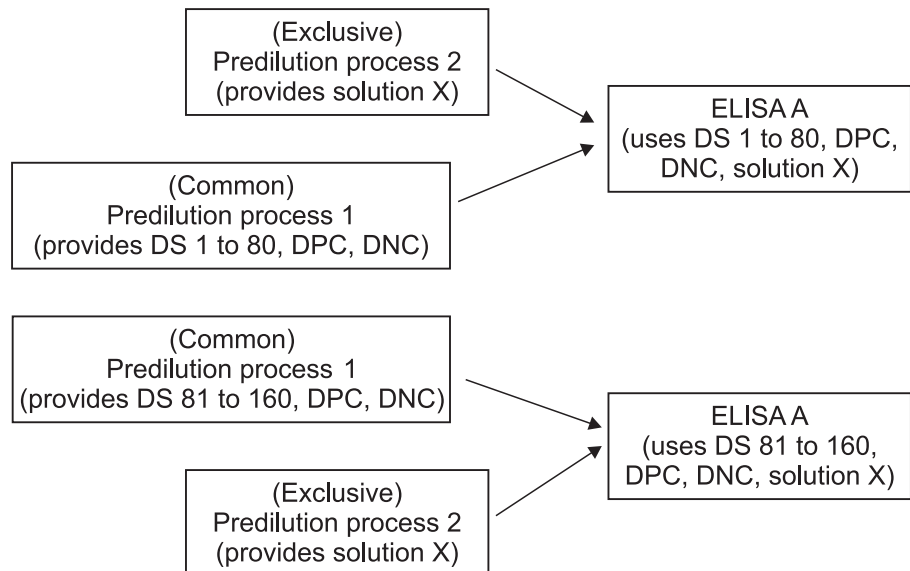 (Exclusive)
Predilution process 2
(provides solution X)
ELISA A
(uses DS 1 to 80, DPC,
DNC, solution X)
(Common)
Predilution process 1
(provides DS 1 to 80, DPC, DNC)
(Common)
Predilution process 1
(provides DS 81 to 160, DPC, DNC)
ELISA A
(uses DS 81 to 160,
DPC, DNC, solution X)
(Exclusive)
Predilution process 2
(provides solution X)